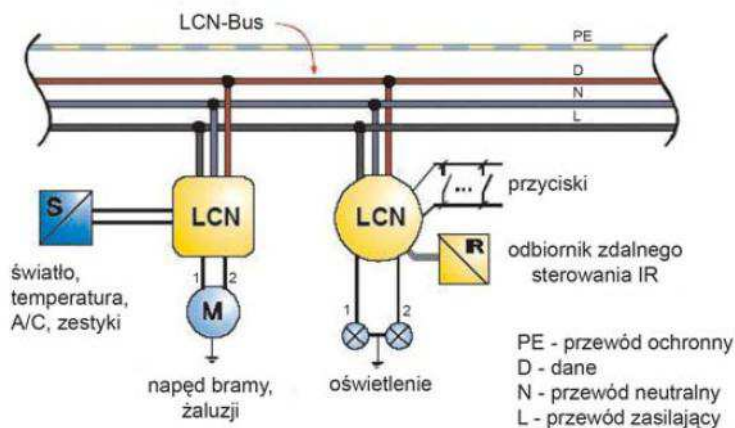 LCN-Bus
PE
D
N
L
S
LCN
LCN
przyciski
IR
odbiornik zdalnego
sterowania IR
światło,
temperatura,
A/C, zestyki
1 2
M
napęd bramy,
żaluzji
1 2
oświetlenie
PE - przewód ochronny
D - dane
N - przewód neutralny
L - przewód zasilający